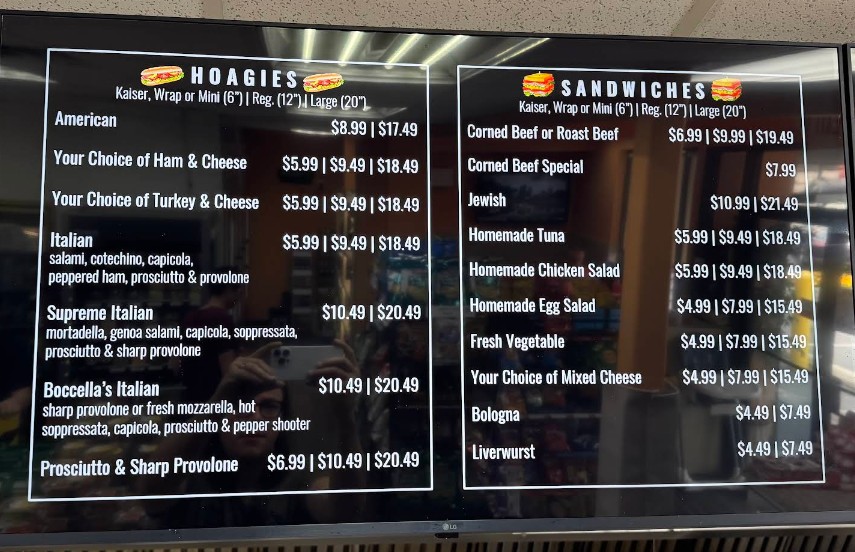 HOAGIES
Kaiser, Wrap or Mini (6") | Reg. (12") | Large (20")
American $8.99 | $17.49
Your Choice of Ham & Cheese $5.99 | $9.49 | $18.49
Your Choice of Turkey & Cheese $5.99 | $9.49 | $18.49
Italian $5.99 | $9.49 | $18.49
salami, cotechino, capicola,
peppered ham, prosciutto & provolone
Supreme Italian $10.49 | $20.49
mortadella, genoa salami, capicola, soppressata,
prosciutto & sharp provolone
Boccella's Italian $10.49 | $20.49
sharp provolone or fresh mozzarella, hot
soppressata, capicola, prosciutto & pepper shooter
Prosciutto & Sharp Provolone $6.99 | $10.49 | $20.49
SANDWICHES
Kaiser, Wrap or Mini (6") | Reg. (12") | Large (20")
Corned Beef or Roast Beef $6.99 | $9.99 | $19.49
Corned Beef Special $7.99
Jewish $10.99 | $21.49
Homemade Tuna $5.99 | $9.49 | $18.49
Homemade Chicken Salad $5.99 | $9.49 | $18.49
Homemade Egg Salad $4.99 | $7.99 | $15.49
Fresh Vegetable $4.99 | $7.99 | $15.49
Your Choice of Mixed Cheese $4.99 | $7.99 | $15.49
Bologna $4.49 | $7.49
Liverwurst $4.49 | $7.49
LG